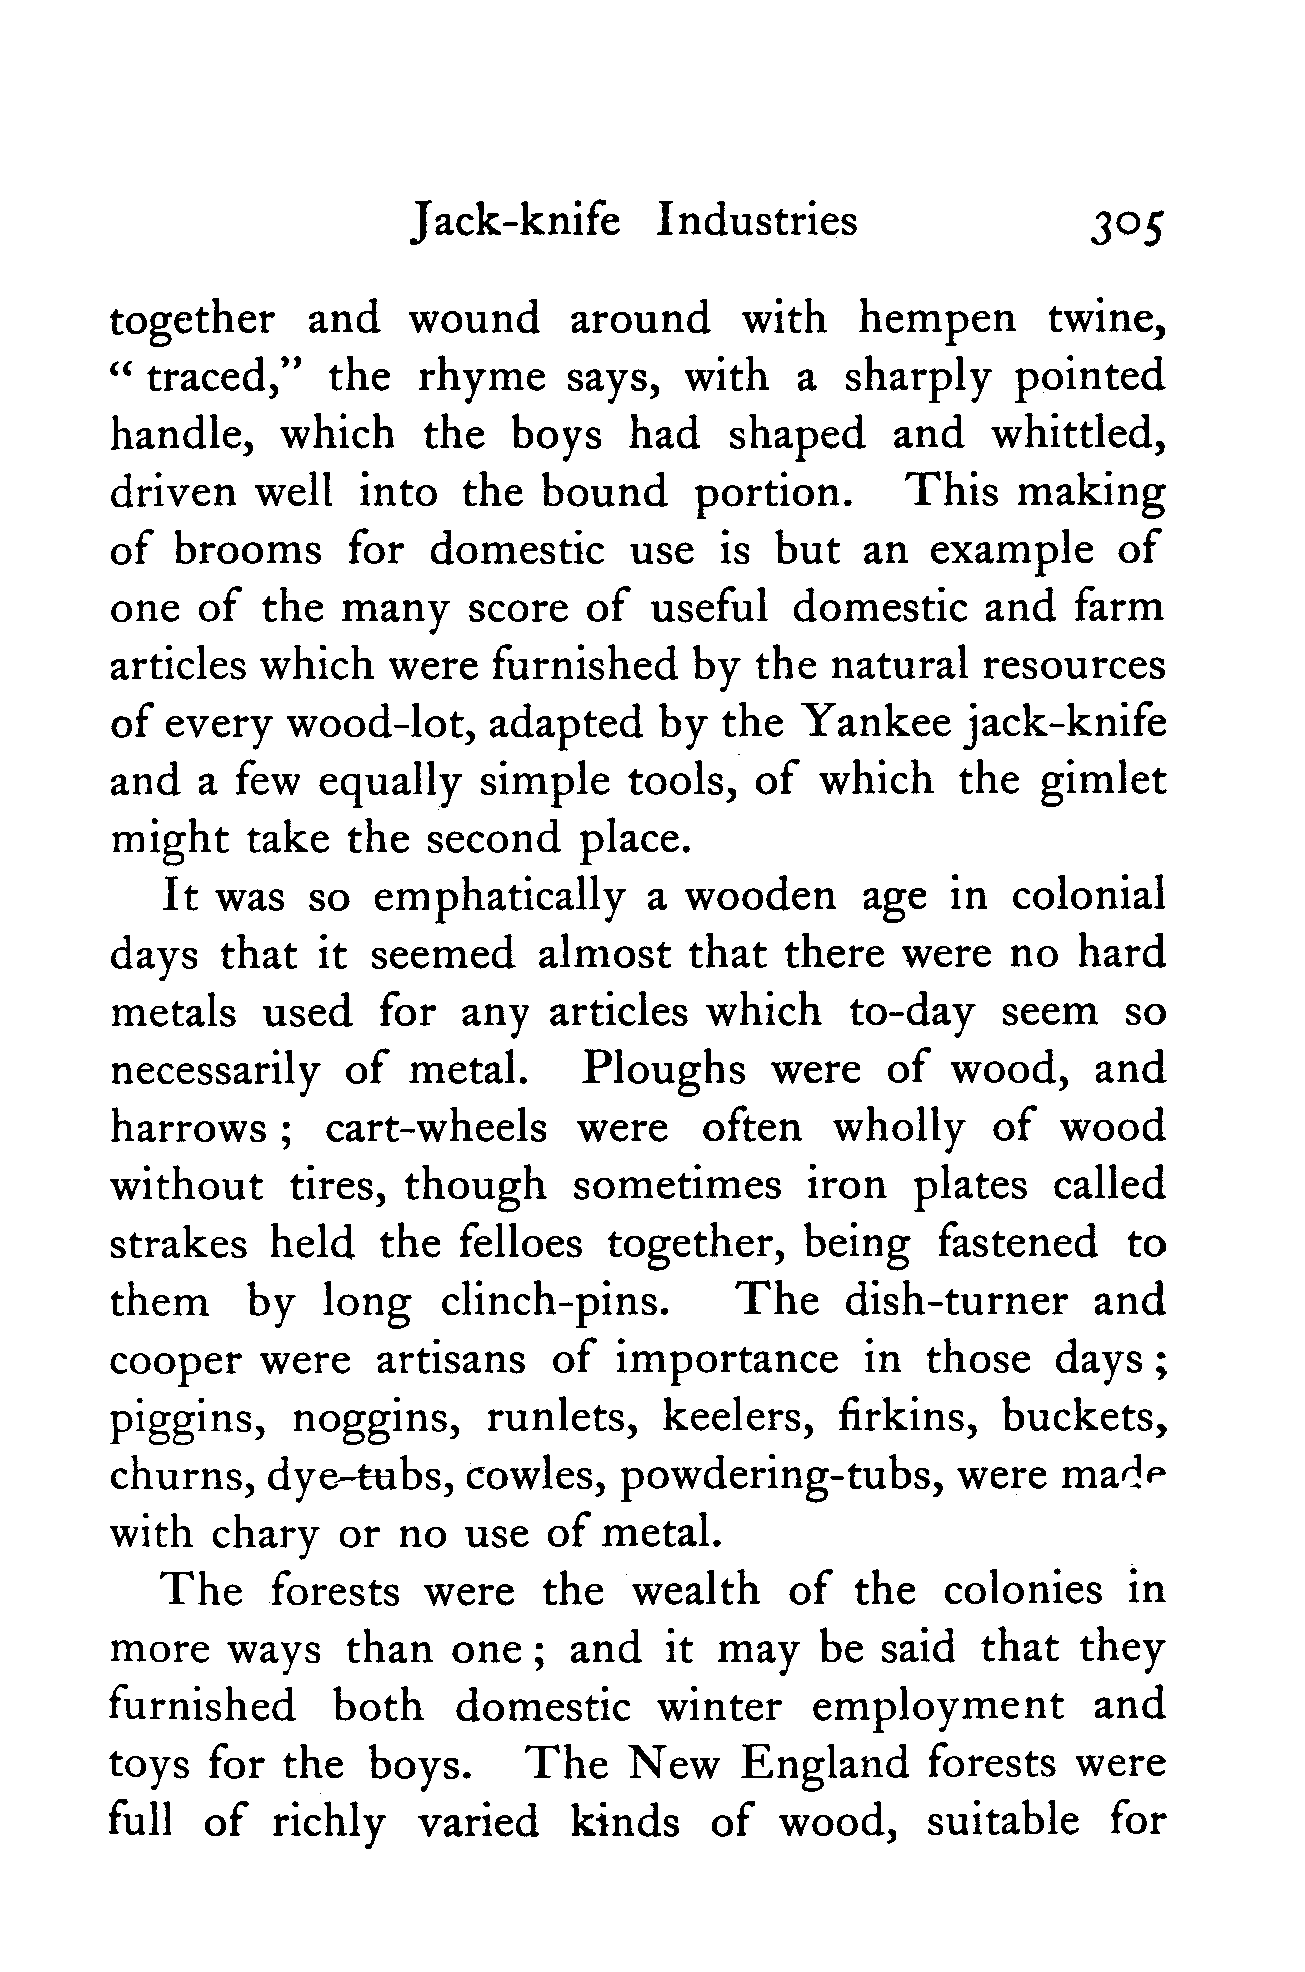 Jack-knife Industries 305
together and wound around with hempen twine,
“ traced,” the rhyme says, with a sharply pointed
handle, which the boys had shaped and whittled,
driven well into the bound portion. This making
of brooms for domestic use is but an example of
one of the many score of useful domestic and farm
articles which were furnished by the natural resources
of every wood-lot, adapted by the Yankee jack-knife
and a few equally simple tools, of which the gimlet
might take the second place.
It was so emphatically a wooden age in colonial
days that it seemed almost that there were no hard
metals used for any articles which to-day seem so
necessarily of metal. Ploughs were of wood, and
harrows ; cart-wheels were often wholly of wood
without tires, though sometimes iron plates called
strakes held the felloes together, being fastened to
them by long clinch-pins. The dish-turner and
cooper were artisans of importance in those days ;
piggins, noggins, runlets, keelers, firkins, buckets,
churns, dye-tubs, cowles, powdering-tubs, were made
with chary or no use of metal.
The forests were the wealth of the colonies in
more ways than one ; and it may be said that they
furnished both domestic winter employment and
toys for the boys. The New England forests were
full of richly varied kinds of wood, suitable for